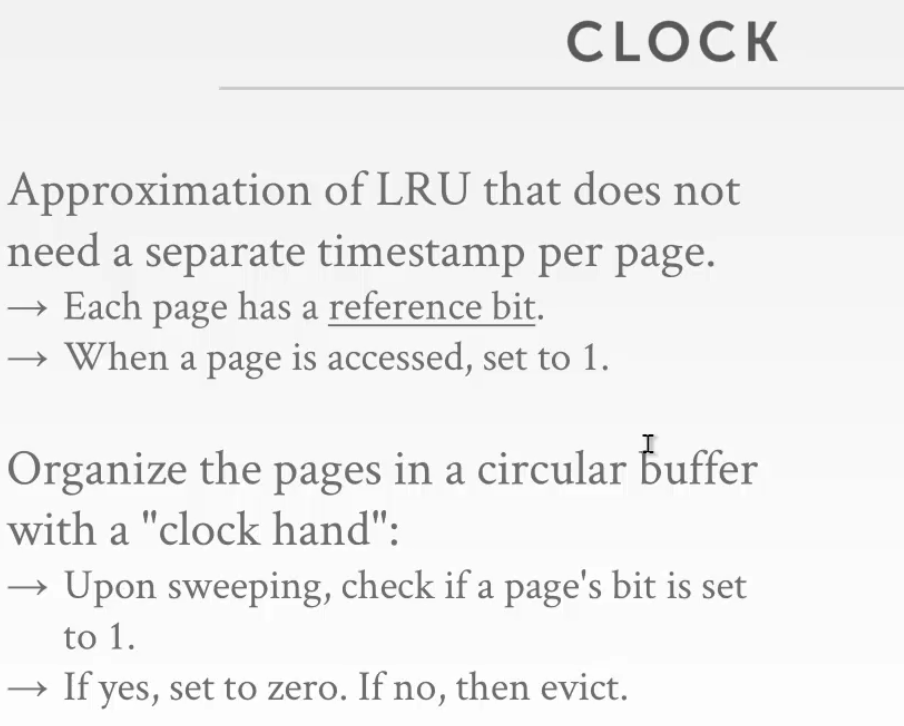 CLOCK
Approximation of LRU that does not
need a separate timestamp per page.
→ Each page has a reference bit.
→ When a page is accessed, set to 1.
Organize the pages in a circular buffer
with a "clock hand":
→ Upon sweeping, check if a page's bit is set
to 1.
→ If yes, set to zero. If no, then evict.